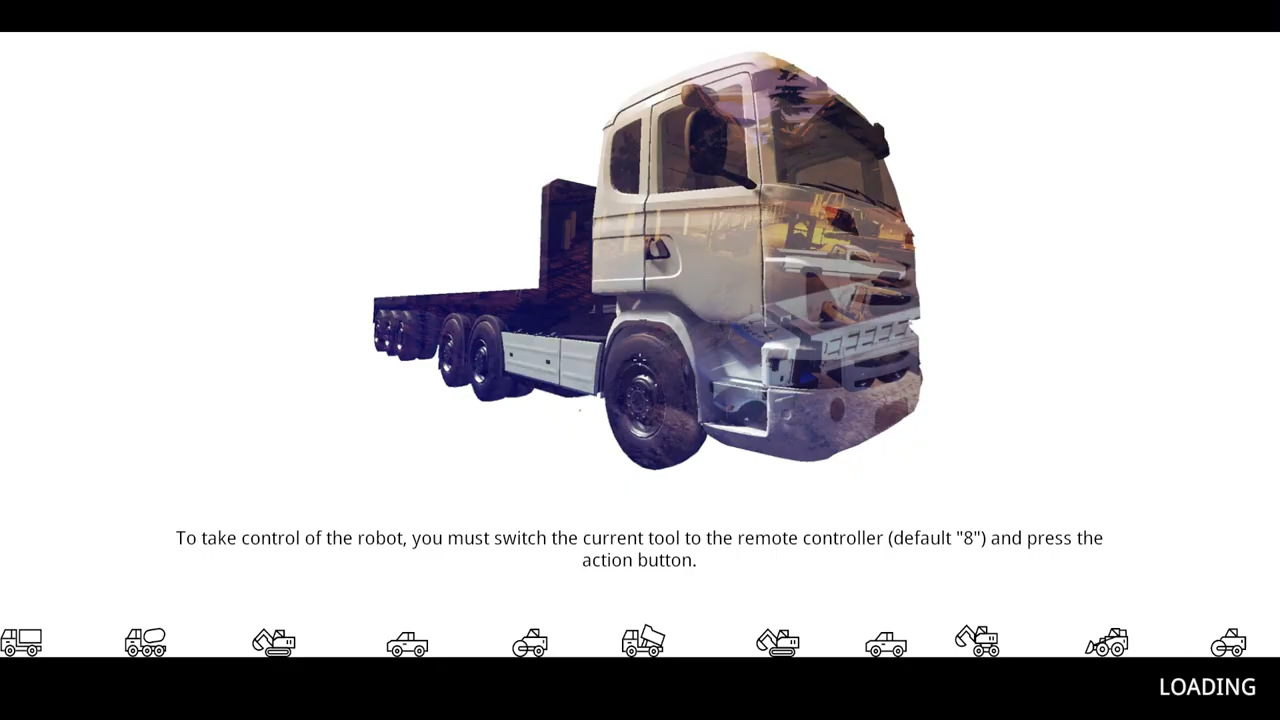 To take control of the robot, you must switch the current tool to the remote controller (default "8") and press the
action button.
LOADING